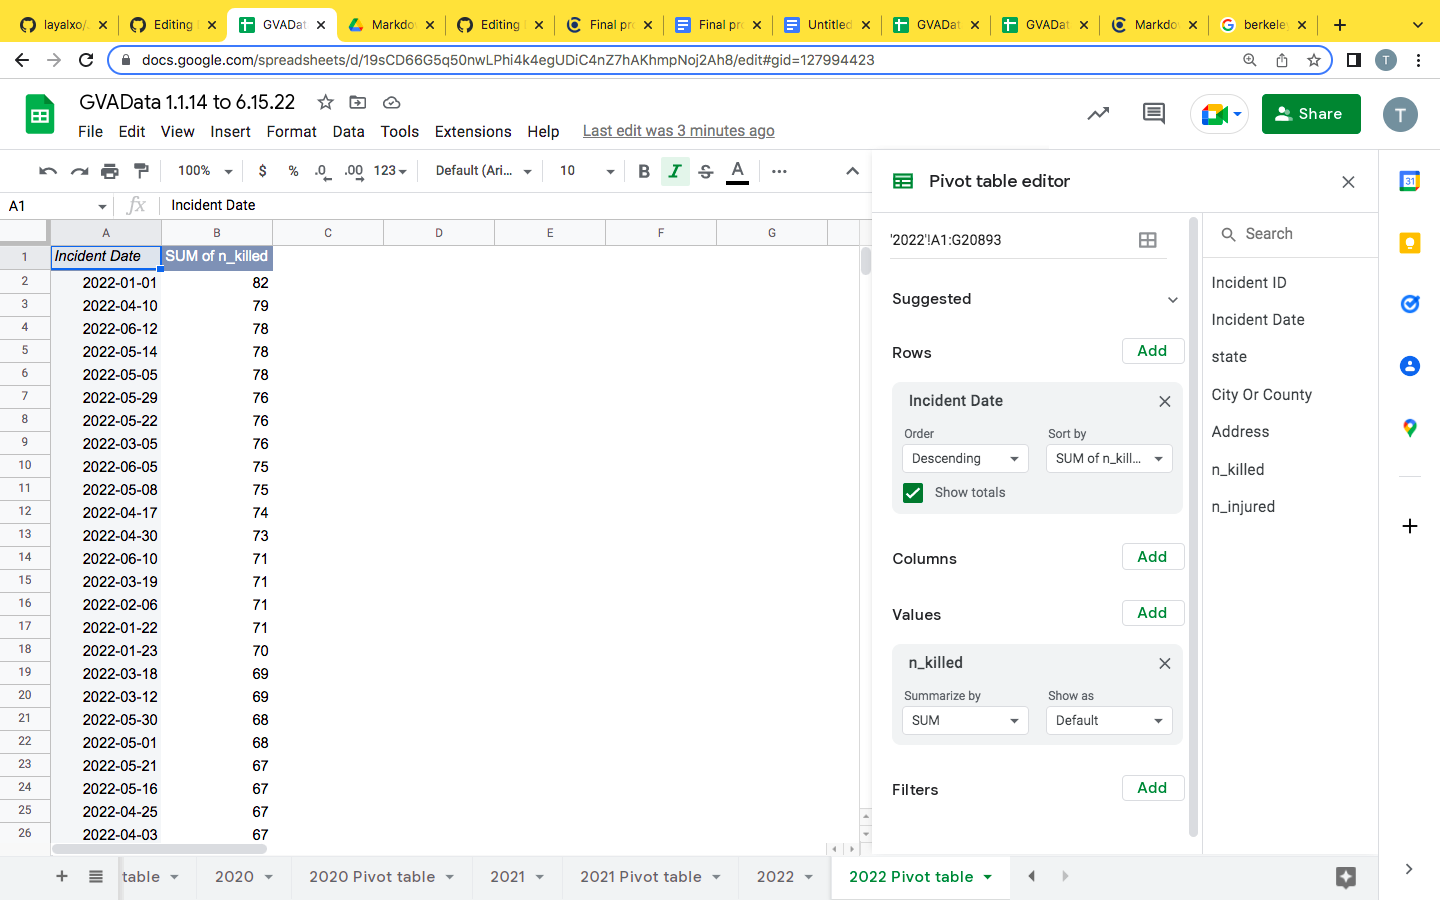 layalxo/.
Editing
GVADat
Markdo
Editing
Final pr
Final pr
Untitled
GVADat
GVADat
Markdo
berkele
docs.google.com/spreadsheets/d/19sCD66G5q50nwLPhi4k4egUDiC4nZ7hAKhmpNoj2Ah8/edit#gid=127994423
T
GVAData 1.1.14 to 6.15.22
File Edit View Insert Format Data Tools Extensions Help Last edit was 3 minutes ago
Share
T
100% $ % .0 .00 123 Default (Ari... 10 B I S A
Pivot table editor
31
A1 fx Incident Date
A B C D E F G
1 Incident Date SUM of n_killed
2 2022-01-01 82
3 2022-04-10 79
4 2022-06-12 78
5 2022-05-14 78
6 2022-05-05 78
7 2022-05-29 76
8 2022-05-22 76
9 2022-03-05 76
10 2022-06-05 75
11 2022-05-08 75
12 2022-04-17 74
13 2022-04-30 73
14 2022-06-10 71
15 2022-03-19 71
16 2022-02-06 71
17 2022-01-22 71
18 2022-01-23 70
19 2022-03-18 69
20 2022-03-12 69
21 2022-05-30 68
22 2022-05-01 68
23 2022-05-21 67
24 2022-05-16 67
25 2022-04-25 67
26 2022-04-03 67
'2022'!A1:G20893
Suggested
Rows Add
Incident Date
Order Sort by
Descending SUM of n_kill...
Show totals
Columns Add
Values Add
n_killed
Summarize by Show as
SUM Default
Filters Add
Search
Incident ID
Incident Date
state
City Or County
Address
n_killed
n_injured
table 2020 2020 Pivot table 2021 2021 Pivot table 2022 2022 Pivot table